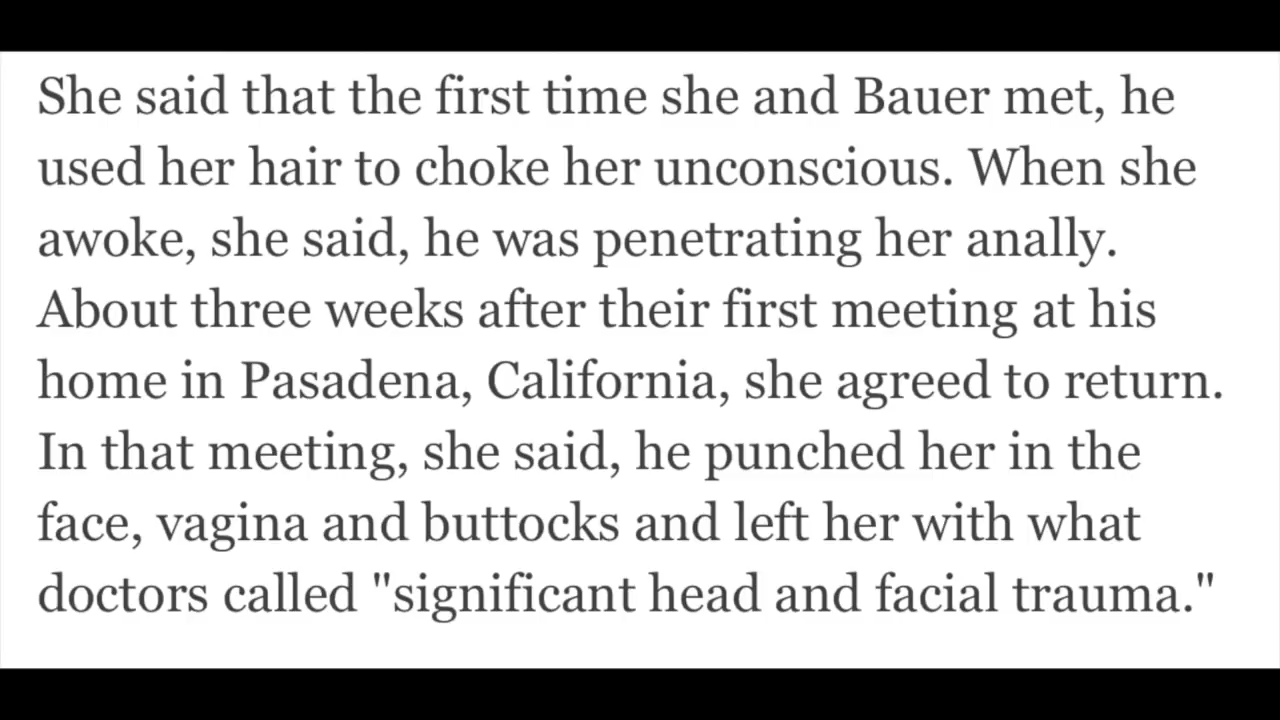 She said that the first time she and Bauer met, he
used her hair to choke her unconscious. When she
awoke, she said, he was penetrating her anally.
About three weeks after their first meeting at his
home in Pasadena, California, she agreed to return.
In that meeting, she said, he punched her in the
face, vagina and buttocks and left her with what
doctors called "significant head and facial trauma."